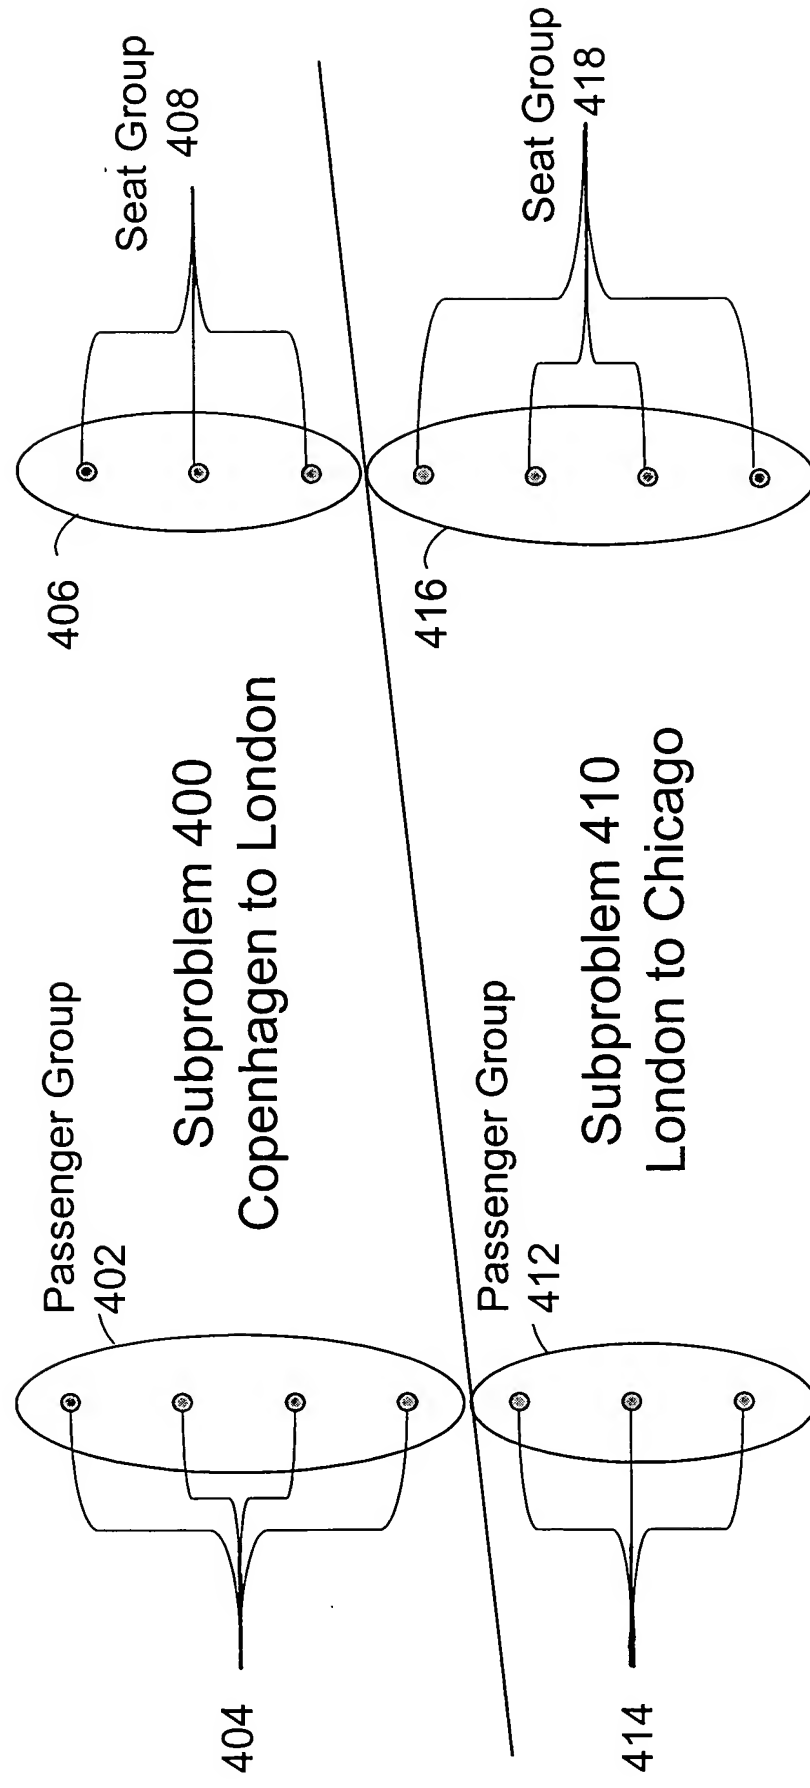 Passenger Group
402
404
Subproblem 400
Copenhagen to London
406
Seat Group
408
Passenger Group
412
414
Subproblem 410
London to Chicago
416
Seat Group
418